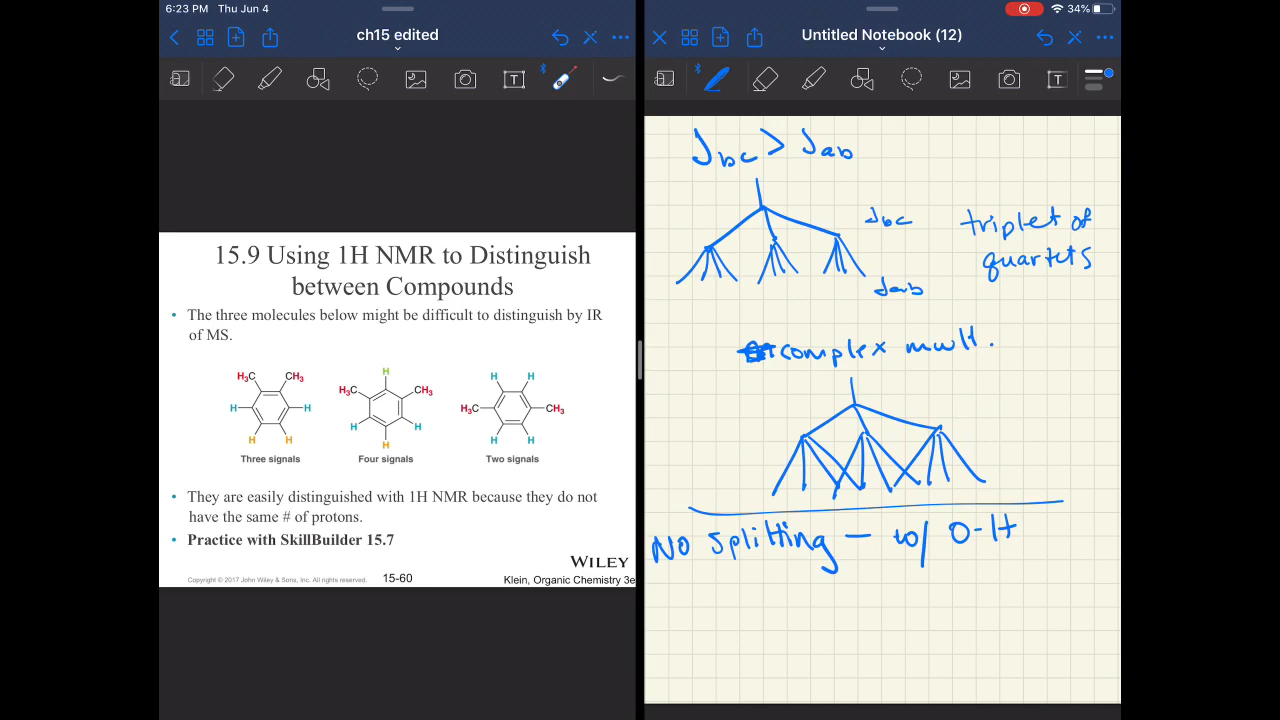 6:23 PM Thu Jun 4
34%
ch15 edited
Untitled Notebook (12)
T
T
15.9 Using 1H NMR to Distinguish
between Compounds
• The three molecules below might be difficult to distinguish by IR
of MS.
H3C CH3
H H
H H
Three signals
H
H3C CH3
H H
H
Four signals
H H
H3C CH3
H H
Two signals
• They are easily distinguished with 1H NMR because they do not
have the same # of protons.
• Practice with SkillBuilder 15.7
WILEY
Copyright © 2017 John Wiley & Sons, Inc. All rights reserved. 15-60 Klein, Organic Chemistry 3e
Jbc > Jab
Jbc
Jab
triplet of
quartets
complex mult.
No splitting — w/ O-H